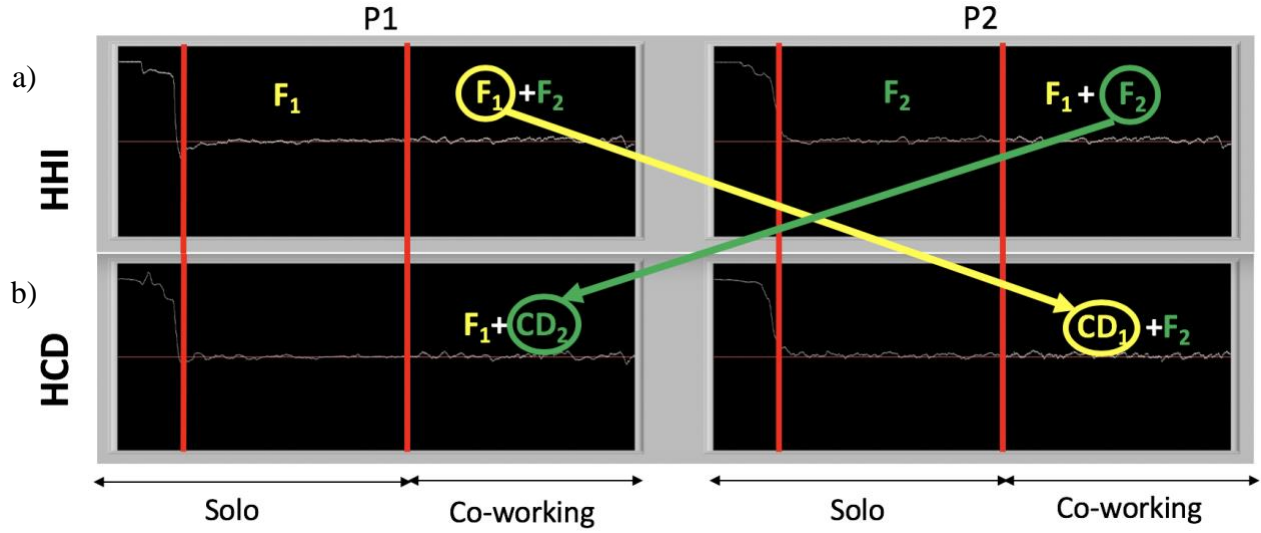 P1 P2
a)
HHI
F₁
F₁ +F₂
F₂
F₁ + F₂
b)
HCD
F₁+ CD₂
CD₁ +F₂
Solo Co-working Solo Co-working